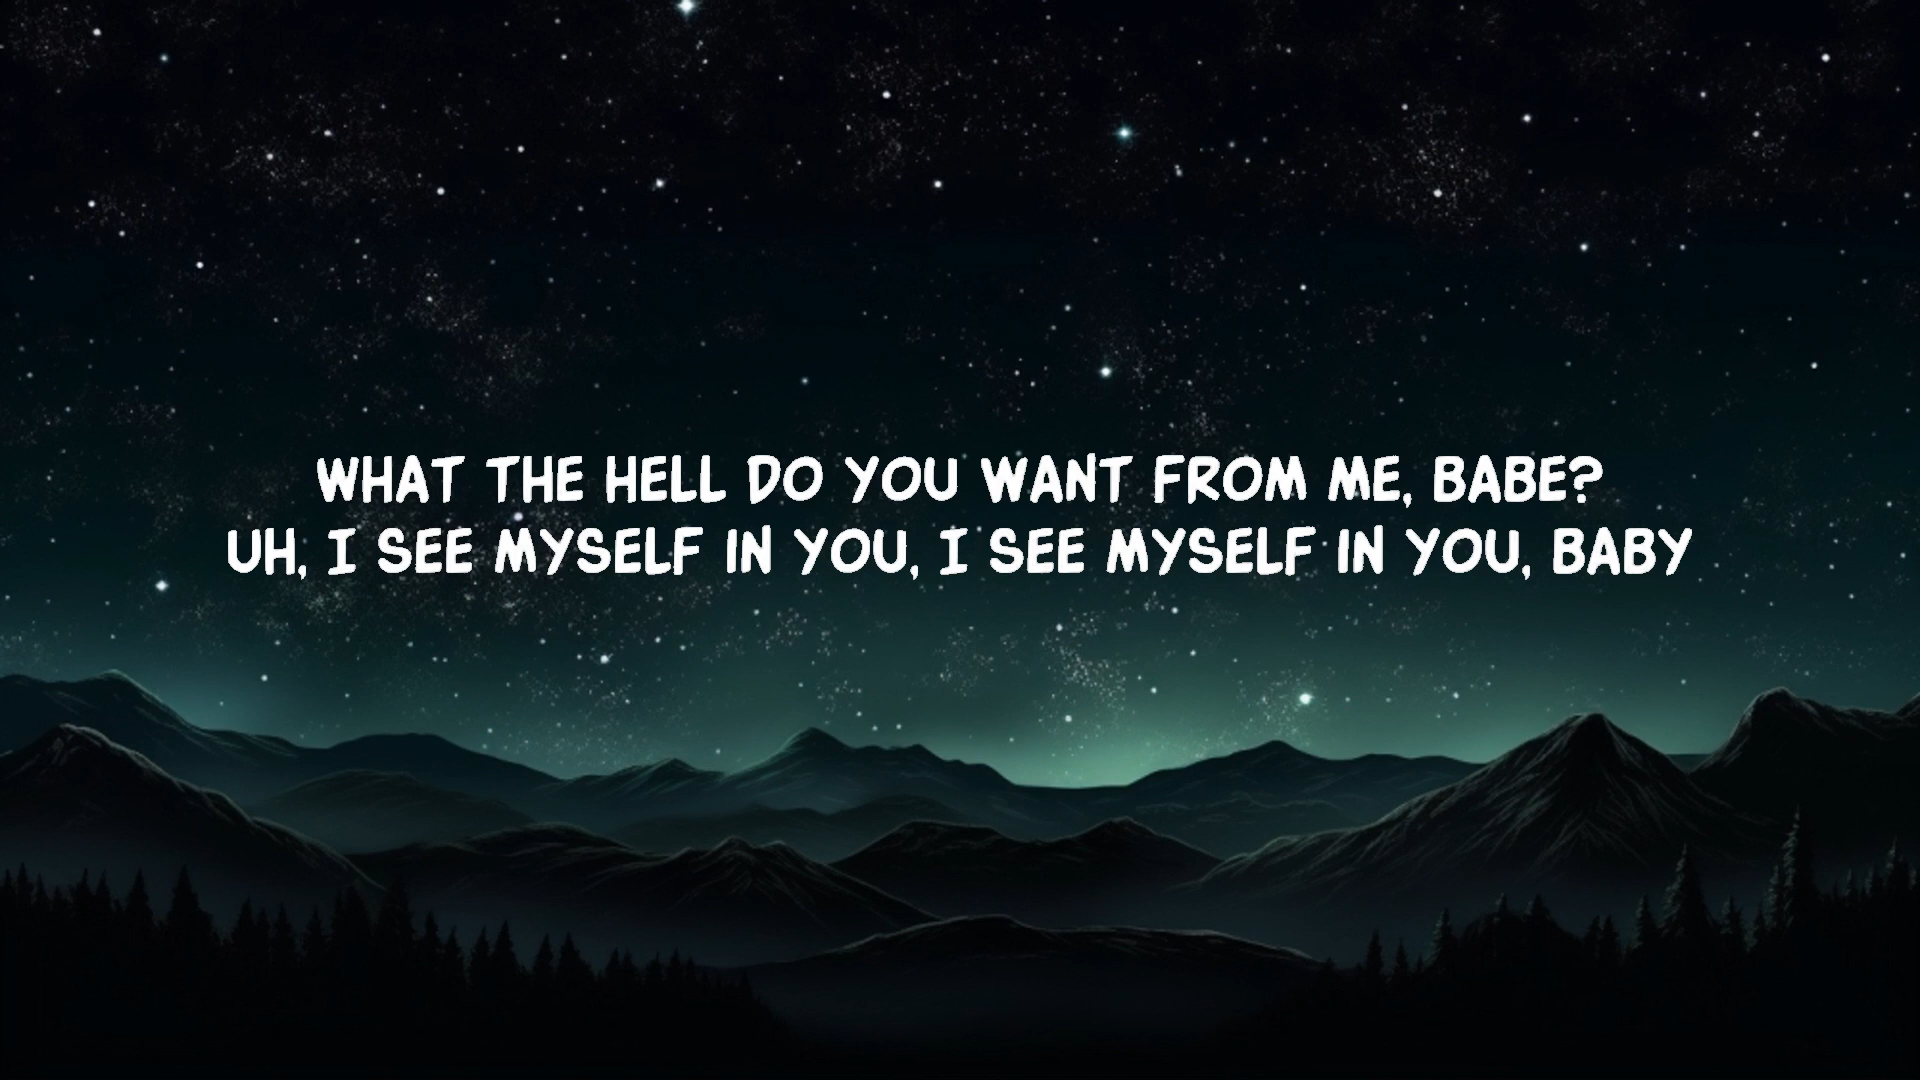 WHAT THE HELL DO YOU WANT FROM ME, BABE?
UH, I SEE MYSELF IN YOU, I SEE MYSELF IN YOU, BABY